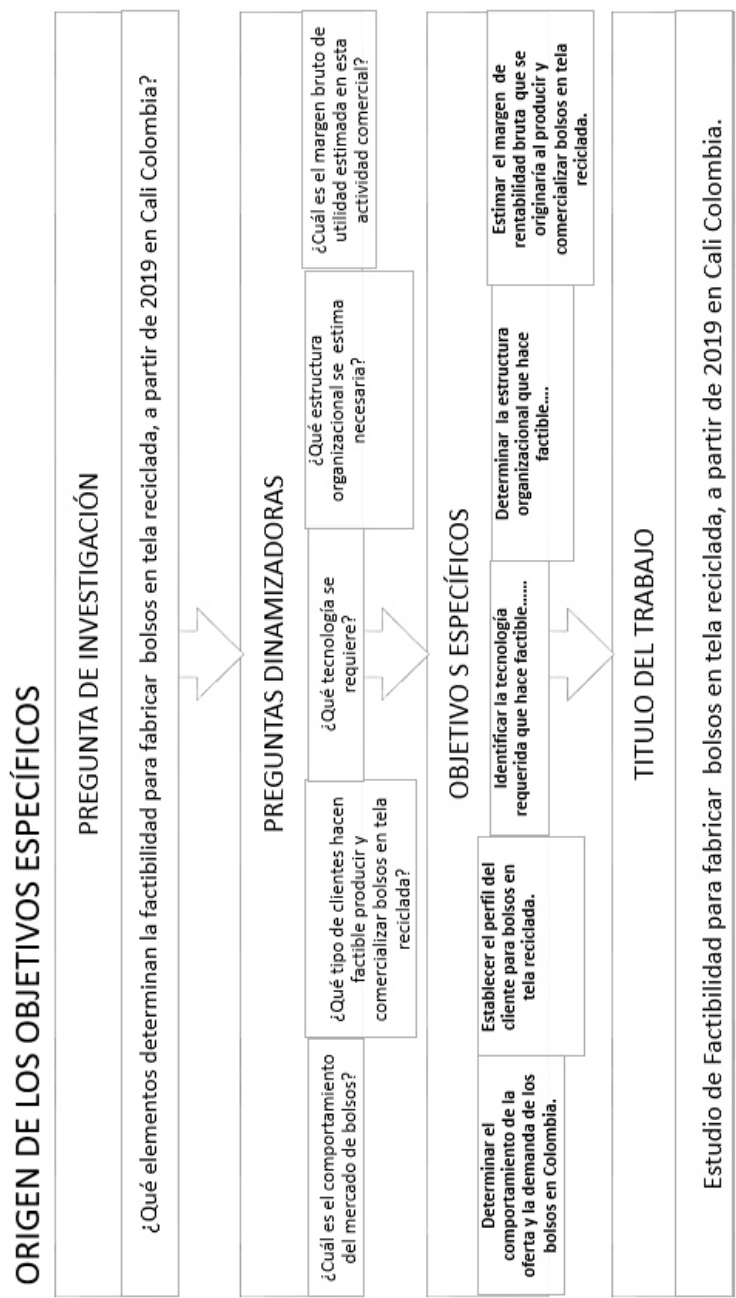 ORIGEN DE LOS OBJETIVOS ESPECÍFICOS
PREGUNTA DE INVESTIGACIÓN
¿Qué elementos determinan la factibilidad para fabricar bolsos en tela reciclada, a partir de 2019 en Cali Colombia?
PREGUNTAS DINAMIZADORAS
¿Cuál es el comportamiento
del mercado de bolsos?
¿Qué tipo de clientes hacen
factible producir y
comercializar bolsos en tela
reciclada?
¿Qué tecnología se
requiere?
¿Qué estructura
organizacional se estima
necesaria?
¿Cuál es el margen bruto de
utilidad estimada en esta
actividad comercial?
OBJETIVO S ESPECÍFICOS
Determinar el
comportamiento de la
oferta y la demanda de los
bolsos en Colombia.
Establecer el perfil del
cliente para bolsos en
tela reciclada.
Identificar la tecnología
requerida que hace factible......
Determinar la estructura
organizacional que hace
factible....
Estimar el margen de
rentabilidad bruta que se
originaría al producir y
comercializar bolsos en tela
reciclada.
TITULO DEL TRABAJO
Estudio de Factibilidad para fabricar bolsos en tela reciclada, a partir de 2019 en Cali Colombia.